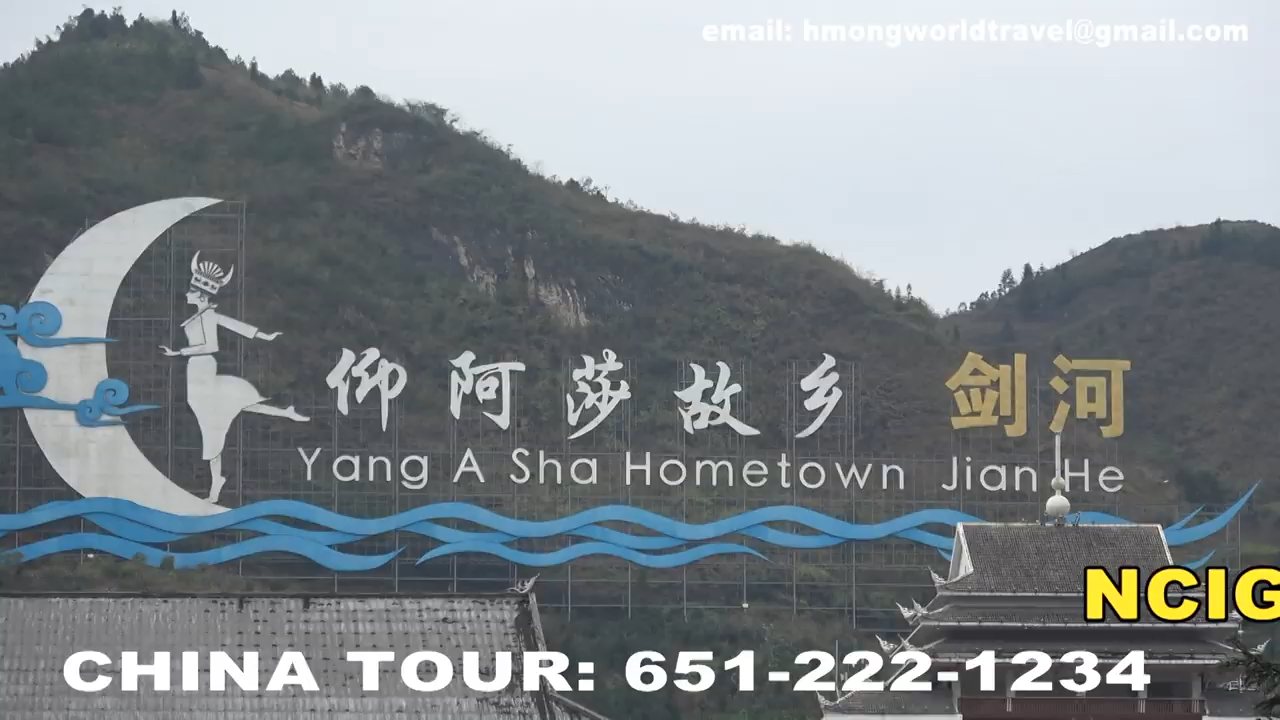 email: hmongworldtravel@gmail.com
仰阿莎故乡 剑河
Yang A Sha Hometown Jian He
NCIG
CHINA TOUR: 651-222-1234